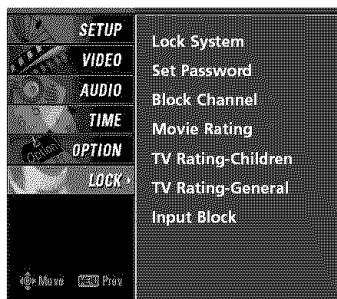 SETUP
VIDEO
AUDIO
TIME
OPTION
LOCK
Lock System
Set Password
Block Channel
Movie Rating
TV Rating-Children
TV Rating-General
Input Block
Move MENU Prev